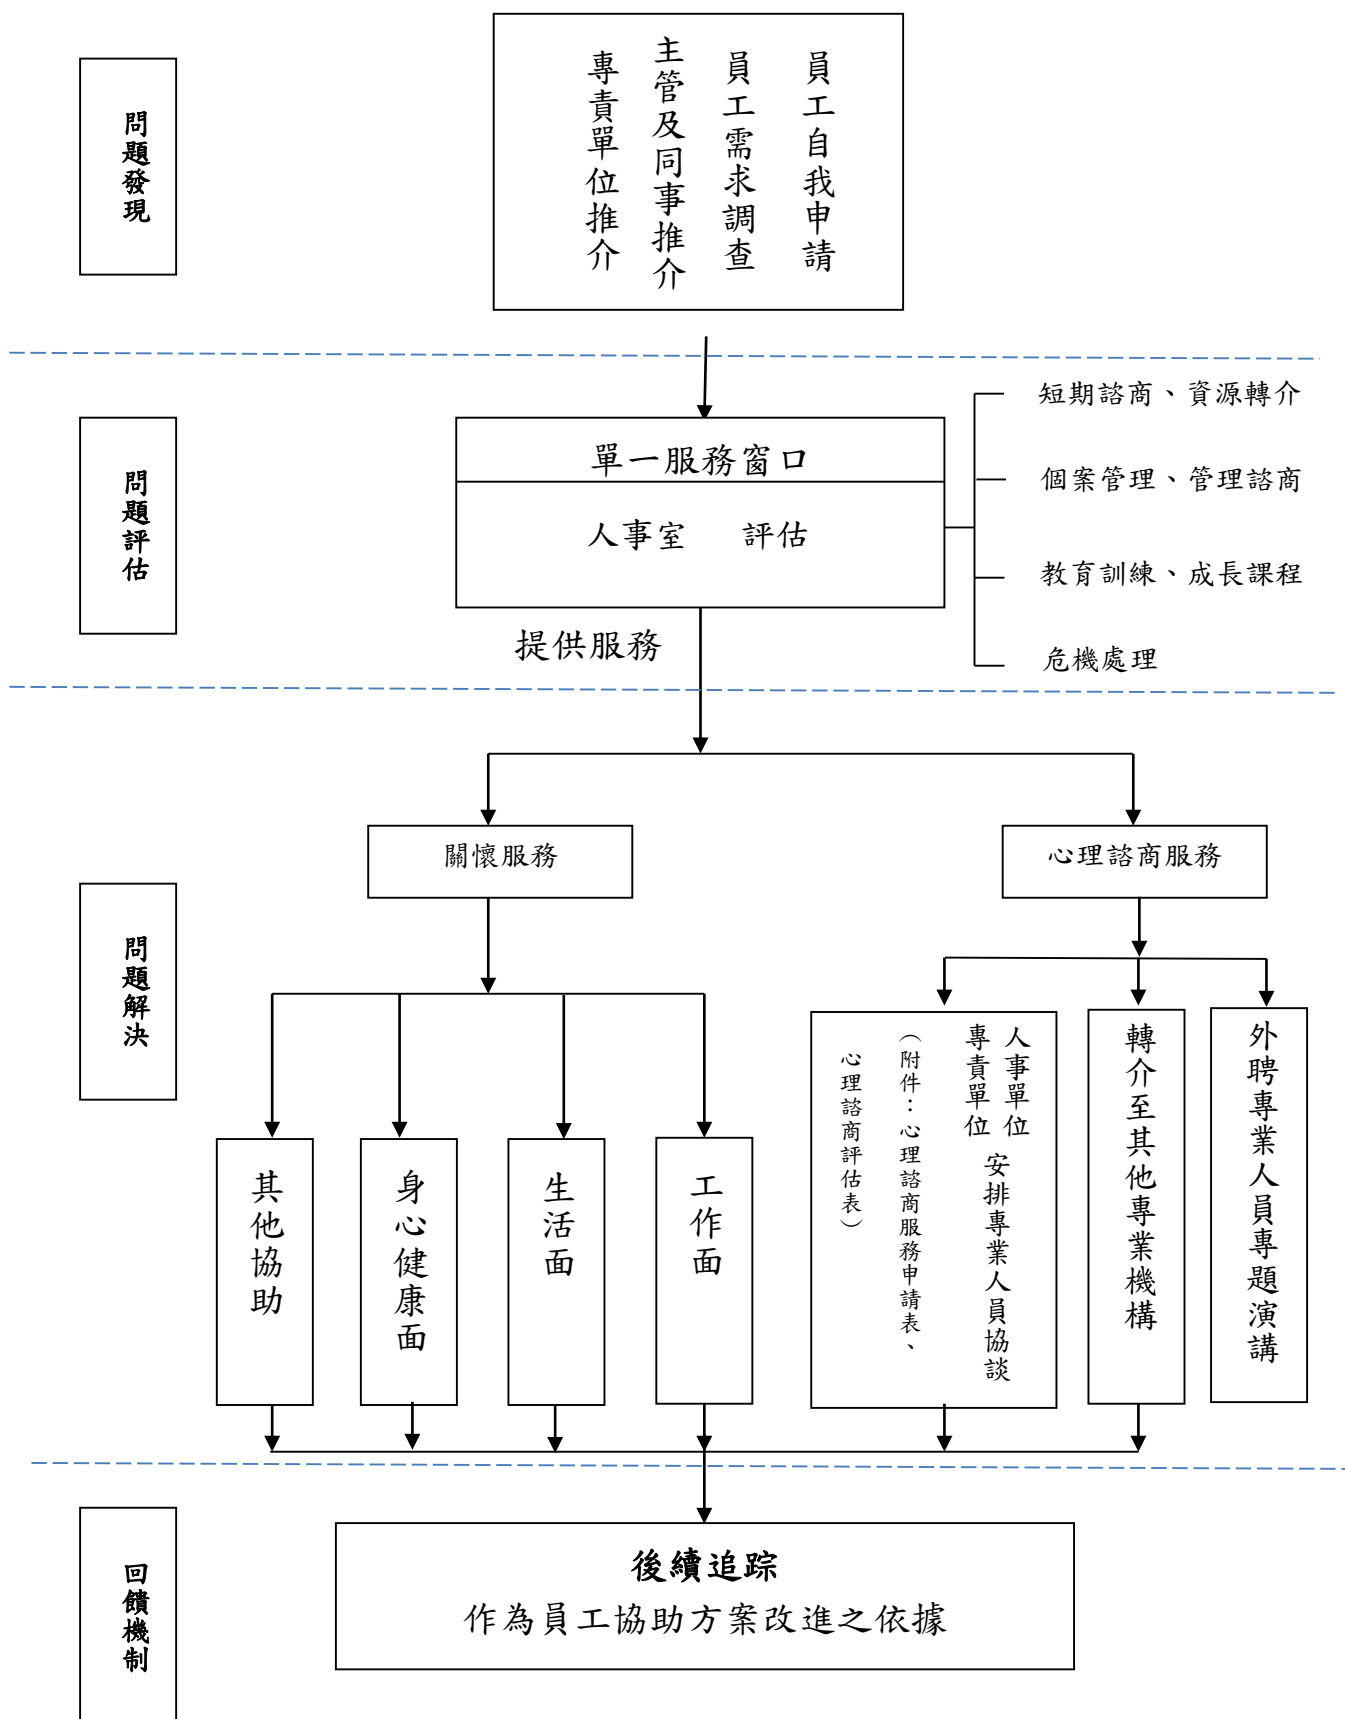 問題發現
員工自我申請
員工需求調查
主管及同事推介
專責單位推介
問題評估
單一服務窗口
人事室 評估
短期諮商、資源轉介
個案管理、管理諮商
教育訓練、成長課程
危機處理
提供服務
問題解決
關懷服務
心理諮商服務
其他協助
身心健康面
生活面
工作面
人事單位
專責單位
安排專業人員協談
（附件：心理諮商服務申請表、
心理諮商評估表）
轉介至其他專業機構
外聘專業人員專題演講
回饋機制
後續追踪
作為員工協助方案改進之依據